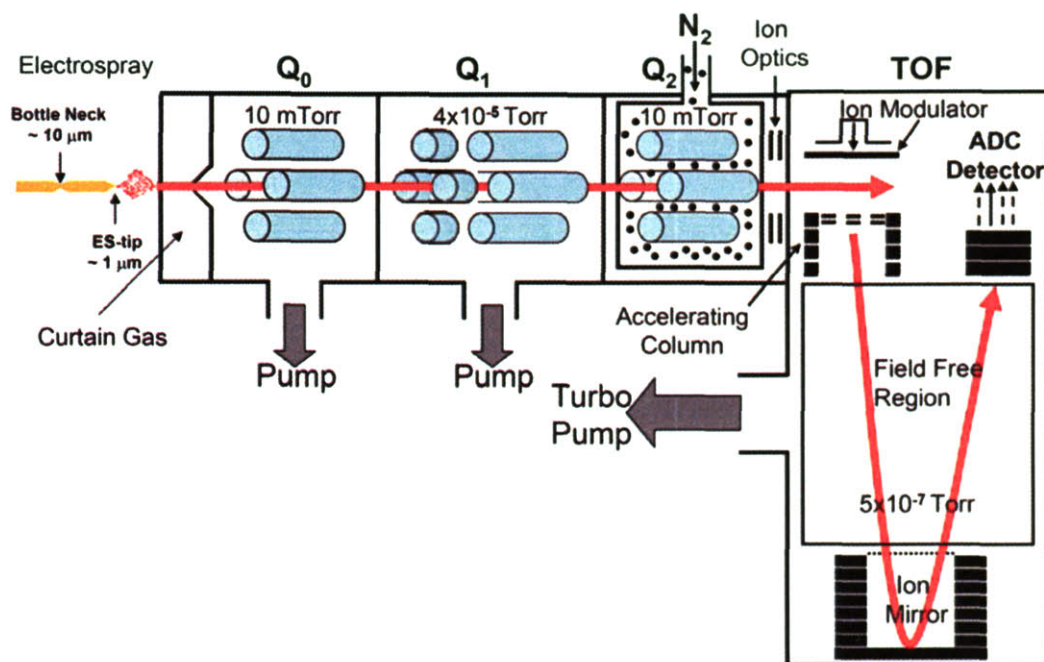 Electrospray
Bottle Neck
~ 10 μm
ES-tip
~ 1 μm
Curtain Gas
Q₀
10 mTorr
Pump
Q₁
4x10⁻⁵ Torr
Pump
N₂
Q₂
10 mTorr
Ion
Optics
TOF
Ion Modulator
ADC
Detector
Accelerating
Column
Turbo
Pump
Field Free
Region
5x10⁻⁷ Torr
Ion
Mirror